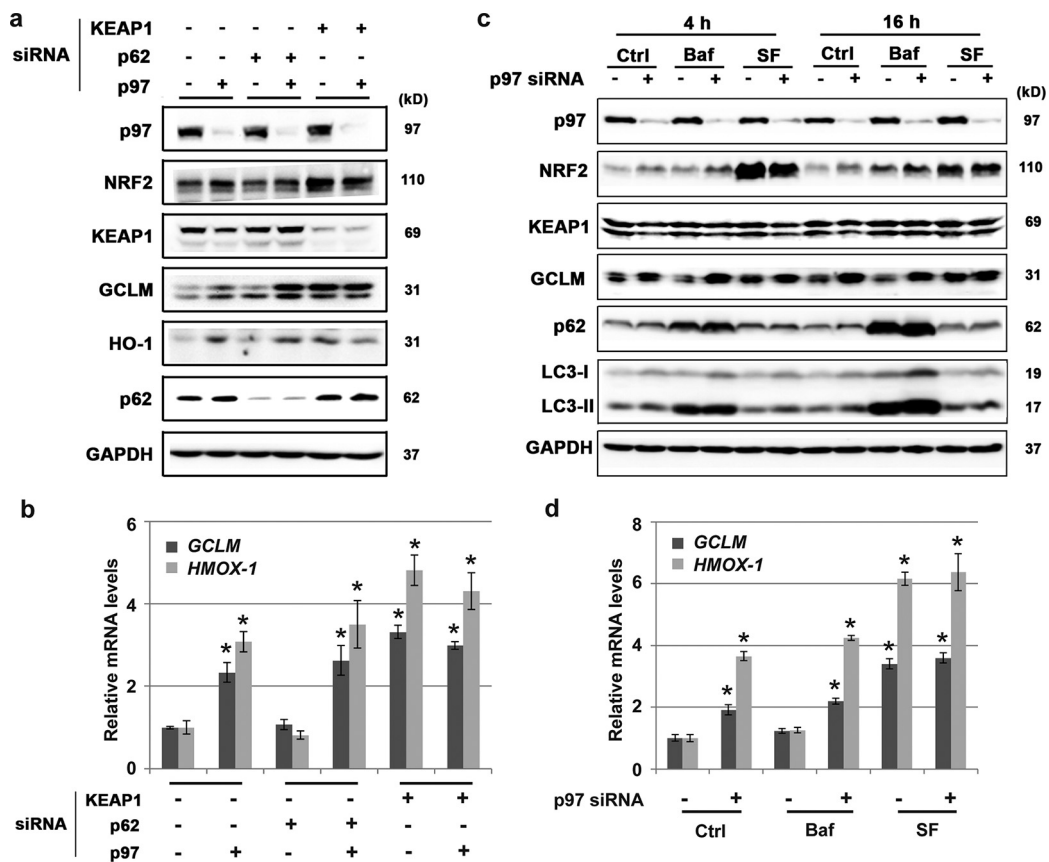 a
siRNA
KEAP1 - - - - + +
p62 - - + + - -
p97 - + - + - +
(kD)
p97 97
NRF2 110
KEAP1 69
GCLM 31
HO-1 31
p62 62
GAPDH 37
b
Relative mRNA levels
6
4
2
0
GCLM
HMOX-1
* * * * * * * *
siRNA
KEAP1 - - - - + +
p62 - - + + - -
p97 - + - + - +
c
4 h 16 h
Ctrl Baf SF Ctrl Baf SF
p97 siRNA - + - + - + - + - + - +
(kD)
p97 97
NRF2 110
KEAP1 69
GCLM 31
p62 62
LC3-I 19
LC3-II 17
GAPDH 37
d
Relative mRNA levels
8
6
4
2
0
GCLM
HMOX-1
* * * * * * * *
p97 siRNA - + - + - +
Ctrl Baf SF